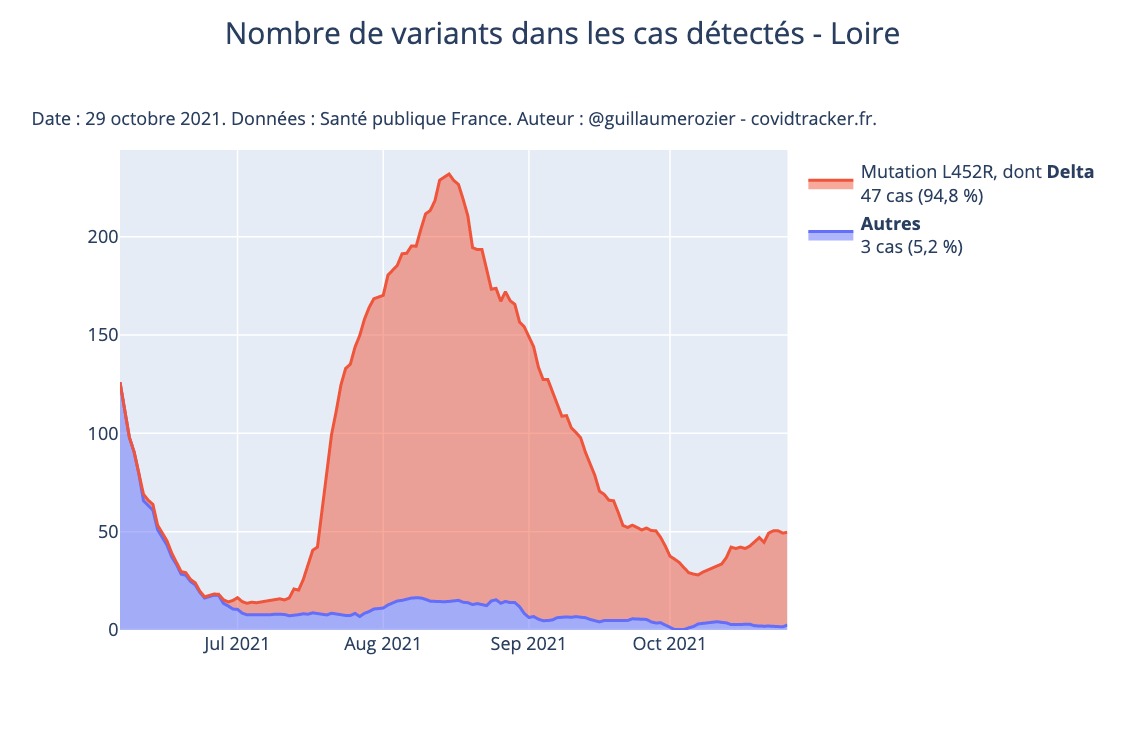 Nombre de variants dans les cas détectés - Loire
Date : 29 octobre 2021. Données : Santé publique France. Auteur : @guillaumerozier - covidtracker.fr.
Mutation L452R, dont Delta
47 cas (94,8 %)
Autres
3 cas (5,2 %)
200
150
100
50
0
Jul 2021
Aug 2021
Sep 2021
Oct 2021